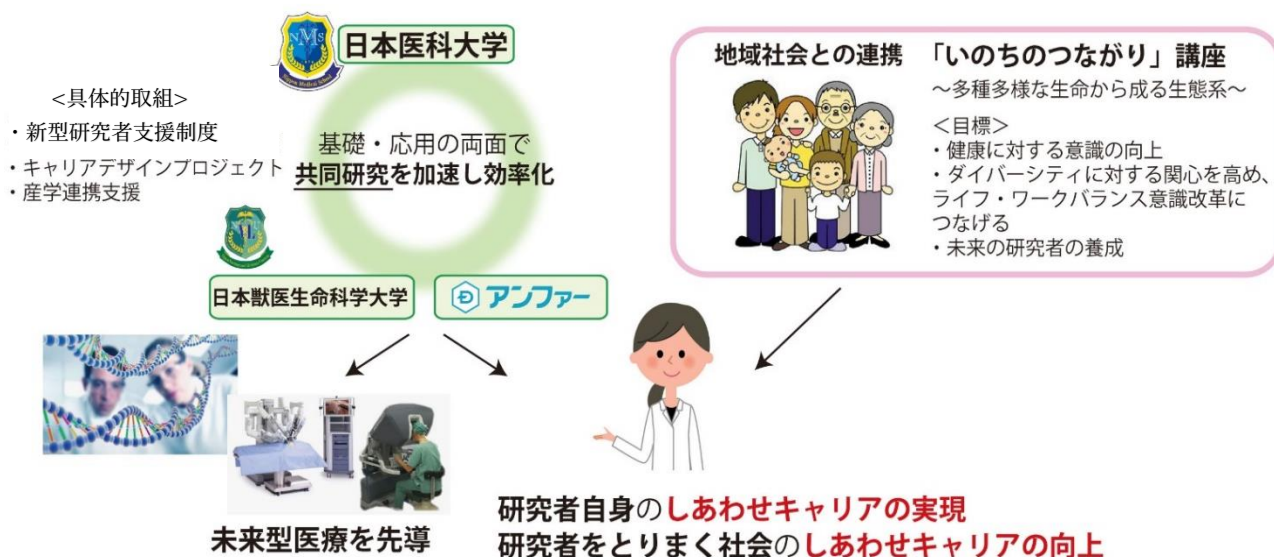 日本医科大学
<具体的取組>
・新型研究者支援制度
・キャリアデザインプロジェクト
・産学連携支援
基礎・応用の両面で
共同研究を加速し効率化
日本獣医生命科学大学
アンファー
地域社会との連携 「いのちのつながり」講座
～多種多様な生命から成る生態系～
＜目標＞
・健康に対する意識の向上
・ダイバーシティに対する関心を高め、
ライフ・ワークバランス意識改革に
つなげる
・未来の研究者の養成
未来型医療を先導
研究者自身のしあわせキャリアの実現
研究者をとりまく社会のしあわせキャリアの向上